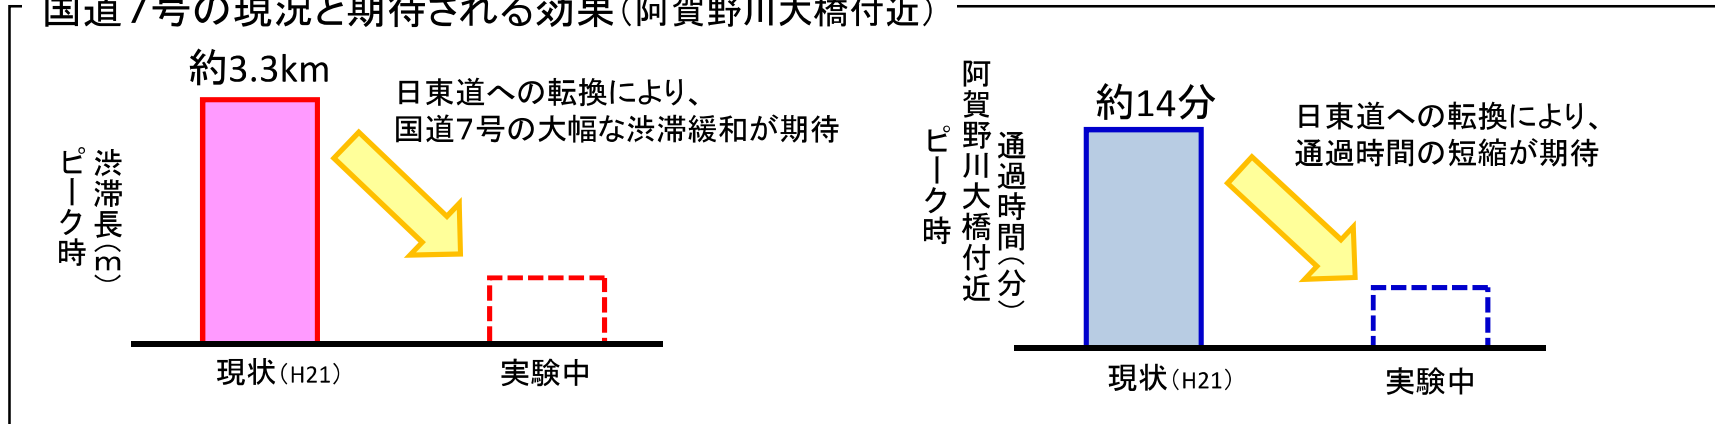 国道7号の現況と期待される効果(阿賀野川大橋付近)
約3.3km
日東道への転換により、
国道7号の大幅な渋滞緩和が期待
ピーク時
渋滞長(m)
現状(H21)
実験中
約14分
日東道への転換により、
通過時間の短縮が期待
ピーク時
阿賀野川大橋付近
通過時間(分)
現状(H21)
実験中